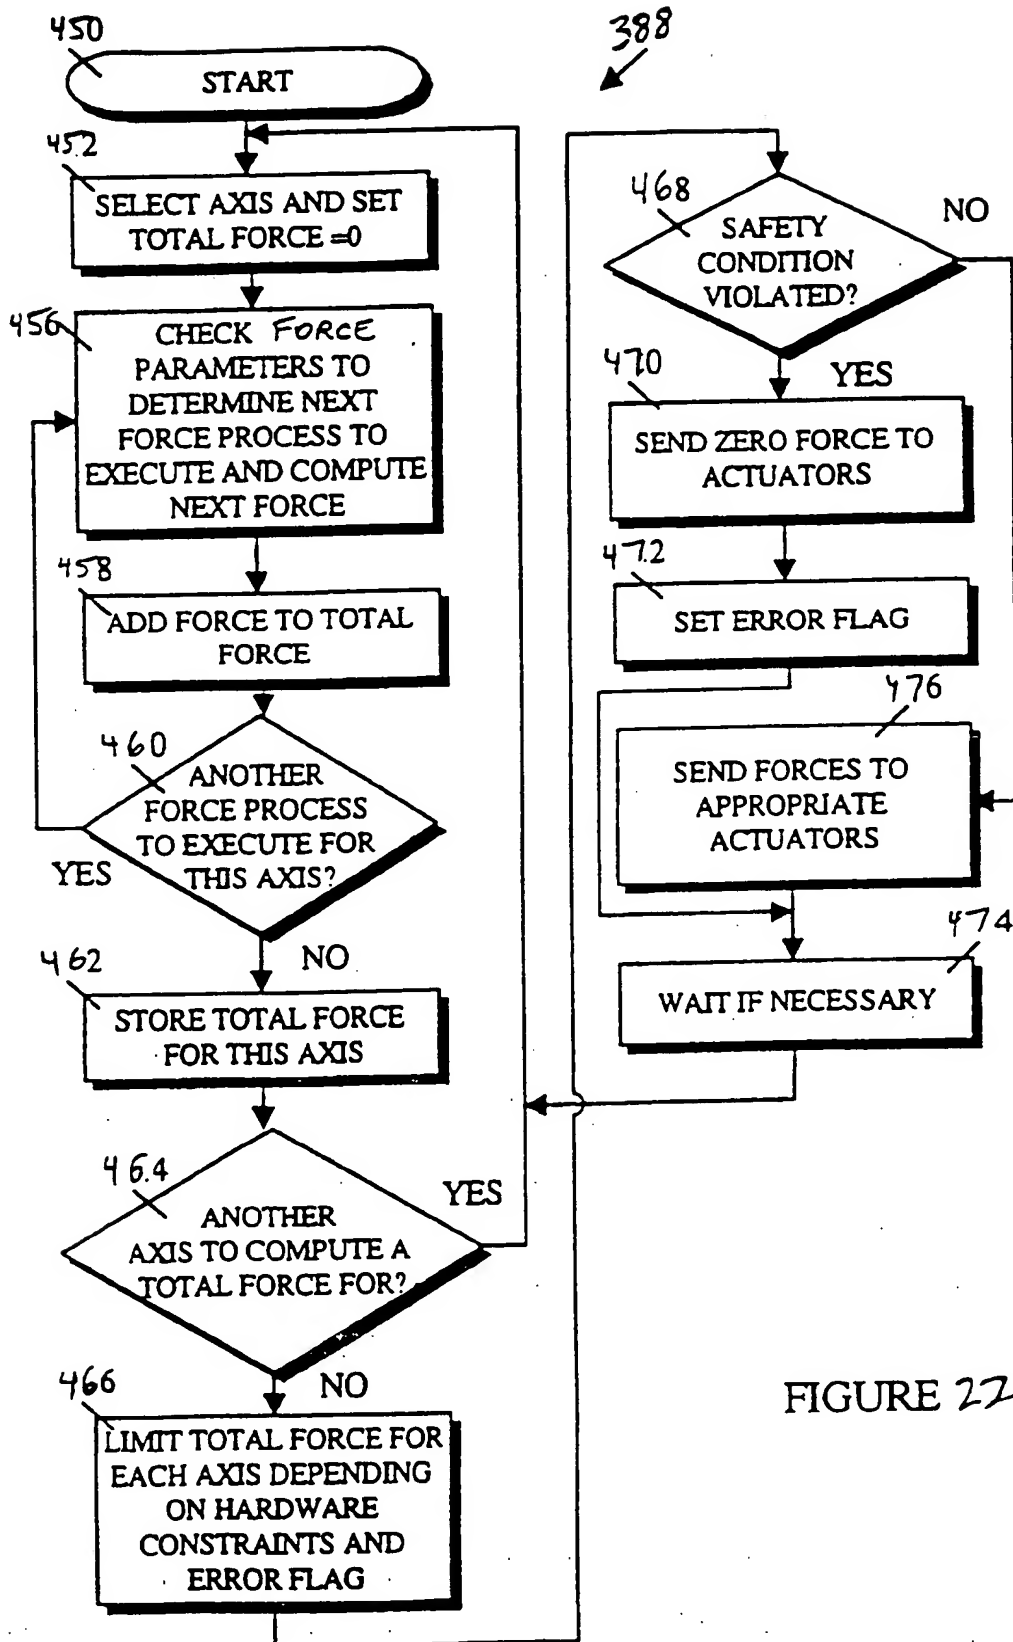 450
START
452
SELECT AXIS AND SET
TOTAL FORCE =0
456
CHECK FORCE
PARAMETERS TO
DETERMINE NEXT
FORCE PROCESS TO
EXECUTE AND COMPUTE
NEXT FORCE
458
ADD FORCE TO TOTAL
FORCE
460
ANOTHER
FORCE PROCESS
TO EXECUTE FOR
THIS AXIS?
YES
NO
462
STORE TOTAL FORCE
FOR THIS AXIS
464
ANOTHER
AXIS TO COMPUTE A
TOTAL FORCE FOR?
YES
NO
466
LIMIT TOTAL FORCE FOR
EACH AXIS DEPENDING
ON HARDWARE
CONSTRAINTS AND
ERROR FLAG
388
468
SAFETY
CONDITION
VIOLATED?
NO
YES
470
SEND ZERO FORCE TO
ACTUATORS
472
SET ERROR FLAG
476
SEND FORCES TO
APPROPRIATE
ACTUATORS
474
WAIT IF NECESSARY
FIGURE 22